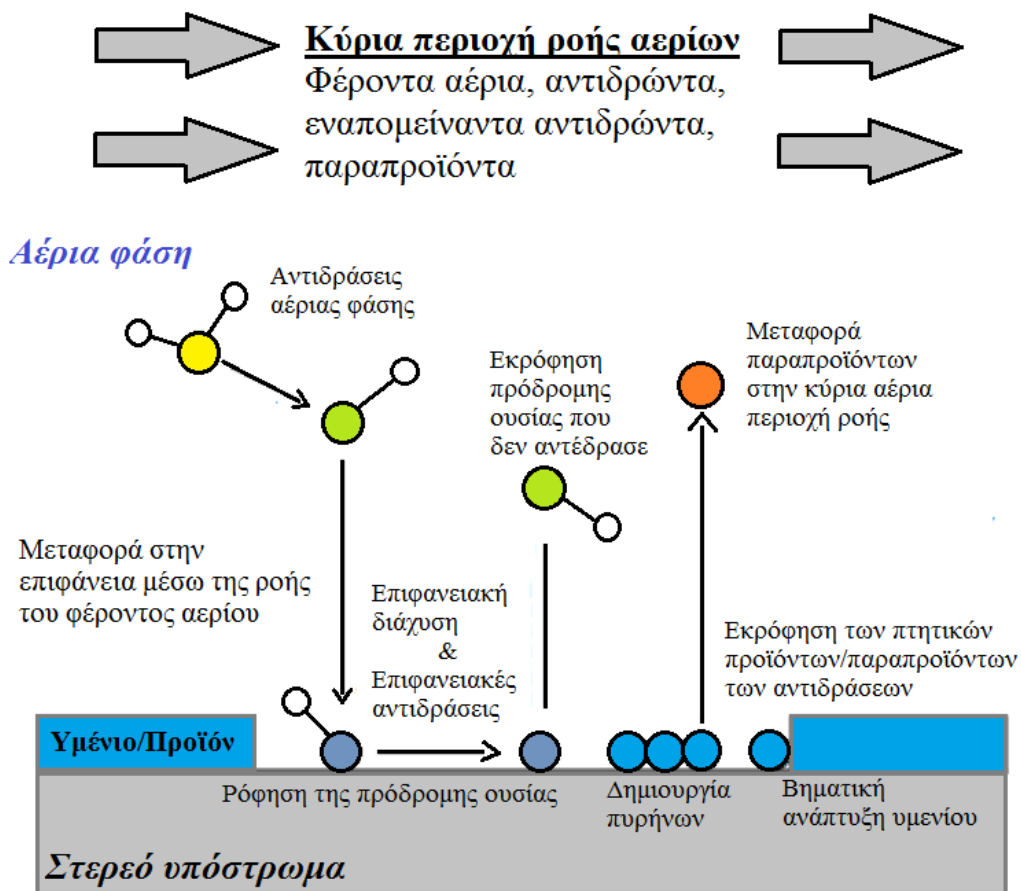 Κύρια περιοχή ροής αερίων
Φέροντα αέρια, αντιδρώντα,
εναπομείναντα αντιδρώντα,
παραπροϊόντα
Αέρια φάση
Αντιδράσεις
αέριας φάσης
Εκρόφηση
πρόδρομης
ουσίας που
δεν αντέδρασε
Μεταφορά
παραπροϊόντων
στην κύρια αέρια
περιοχή ροής
Μεταφορά στην
επιφάνεια μέσω της ροής
του φέροντος αερίου
Επιφανειακή
διάχυση
&
Επιφανειακές
αντιδράσεις
Εκρόφηση των πτητικών
προϊόντων/παραπροϊόντων
των αντιδράσεων
Υμένιο/Προϊόν
Ρόφηση της πρόδρομης ουσίας
Δημιουργία
πυρήνων
Βηματική
ανάπτυξη υμενίου
Στερεό υπόστρωμα